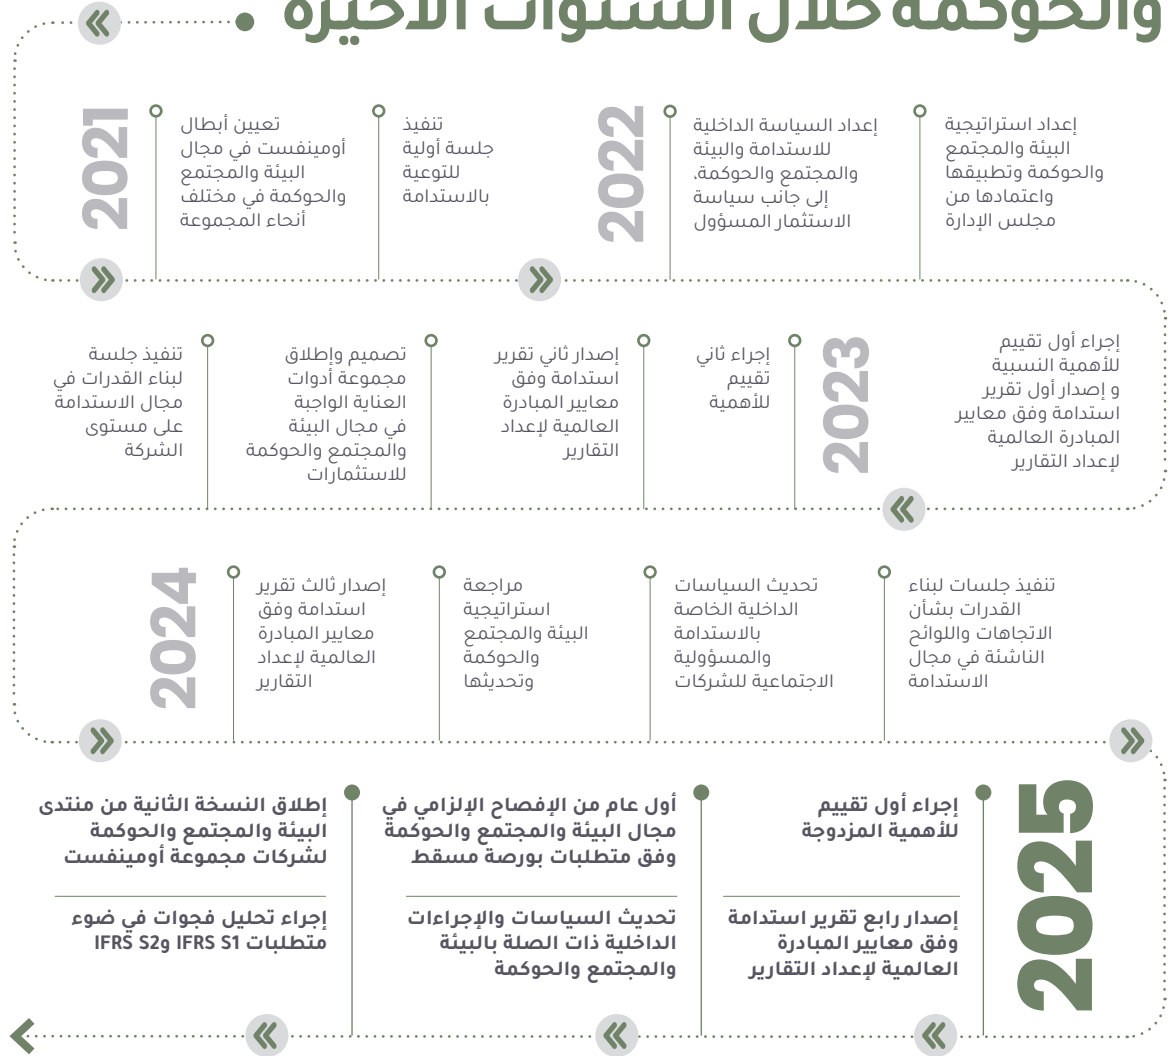 والحوكمة خلال السنوات الأخيرة
2021
تعيين أبطال
أومينفست في مجال
البيئة والمجتمع
والحوكمة في مختلف
أنحاء المجموعة
تنفيذ
جلسة أولية
للتوعية
بالاستدامة
2022
إعداد السياسة الداخلية
للاستدامة والبيئة
والمجتمع والحوكمة،
إلى جانب سياسة
الاستثمار المسؤول
إعداد استراتيجية
البيئة والمجتمع
والحوكمة وتطبيقها
واعتمادها من
مجلس الإدارة
إجراء أول تقييم
للأهمية النسبية
و إصدار أول تقرير
استدامة وفق معايير
المبادرة العالمية
لإعداد التقارير
2023
إجراء ثاني
تقييم
للأهمية
إصدار ثاني تقرير
استدامة وفق
معايير المبادرة
العالمية لإعداد
التقارير
تصميم وإطلاق
مجموعة أدوات
العناية الواجبة
في مجال البيئة
والمجتمع والحوكمة
للاستثمارات
تنفيذ جلسة
لبناء القدرات في
مجال الاستدامة
على مستوى
الشركة
2024
إصدار ثالث تقرير
استدامة وفق
معايير المبادرة
العالمية لإعداد
التقارير
مراجعة
استراتيجية
البيئة والمجتمع
والحوكمة
وتحديثها
تحديث السياسات
الداخلية الخاصة
بالاستدامة
والمسؤولية
الاجتماعية للشركات
تنفيذ جلسات لبناء
القدرات بشأن
الاتجاهات واللوائح
الناشئة في مجال
الاستدامة
2025
إجراء أول تقييم
للأهمية المزدوجة
إصدار رابع تقرير استدامة
وفق معايير المبادرة
العالمية لإعداد التقارير
أول عام من الإفصاح الإلزامي في
مجال البيئة والمجتمع والحوكمة
وفق متطلبات بورصة مسقط
تحديث السياسات والإجراءات
الداخلية ذات الصلة بالبيئة
والمجتمع والحوكمة
إطلاق النسخة الثانية من منتدى
البيئة والمجتمع والحوكمة
لشركات مجموعة أومينفست
إجراء تحليل فجوات في ضوء
متطلبات IFRS S1 وIFRS S2